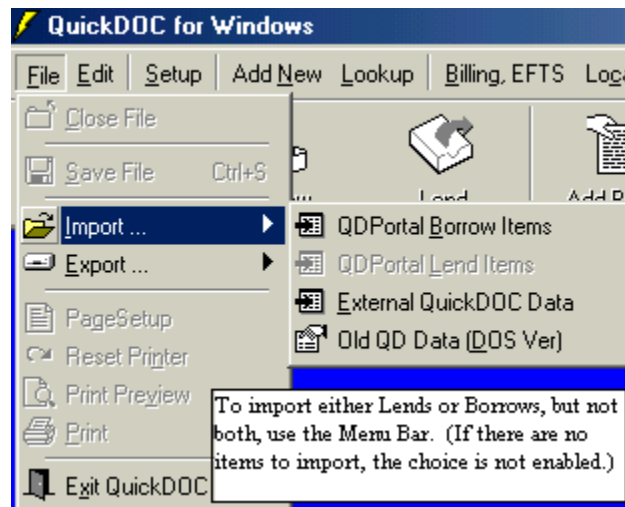 QuickDOC for Windows
File Edit Setup Add New Lookup Billing, EFTS
Close File
Save File Ctrl+S
Lend Add
Import ...
QDPortal Borrow Items
Export ...
QDPortal Lend Items
External QuickDOC Data
PageSetup
Old QD Data (DOS Ver)
Reset Printer
Print Preview
Print
Exit QuickDOC
To import either Lends or Borrows, but not
both, use the Menu Bar. (If there are no
items to import, the choice is not enabled.)